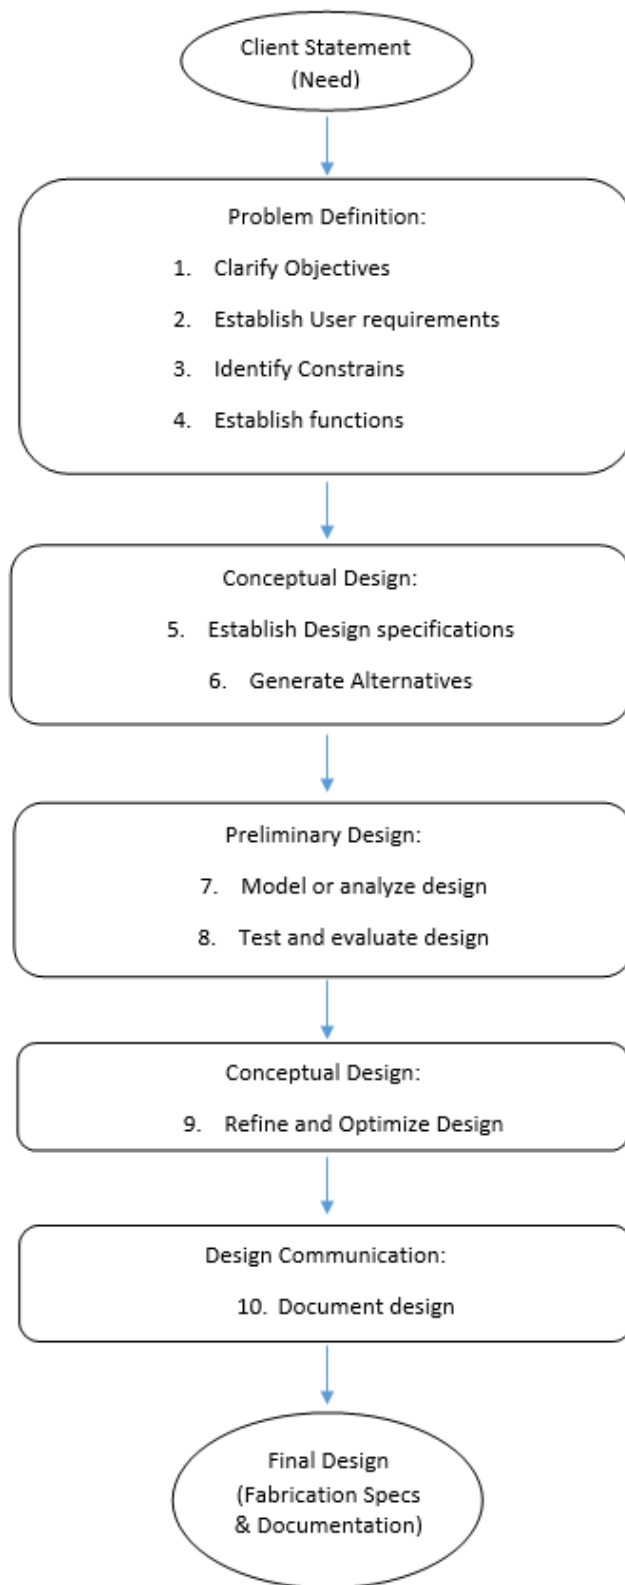 Client Statement
(Need)
Problem Definition:
1. Clarify Objectives
2. Establish User requirements
3. Identify Constrains
4. Establish functions
Conceptual Design:
5. Establish Design specifications
6. Generate Alternatives
Preliminary Design:
7. Model or analyze design
8. Test and evaluate design
Conceptual Design:
9. Refine and Optimize Design
Design Communication:
10. Document design
Final Design
(Fabrication Specs
& Documentation)